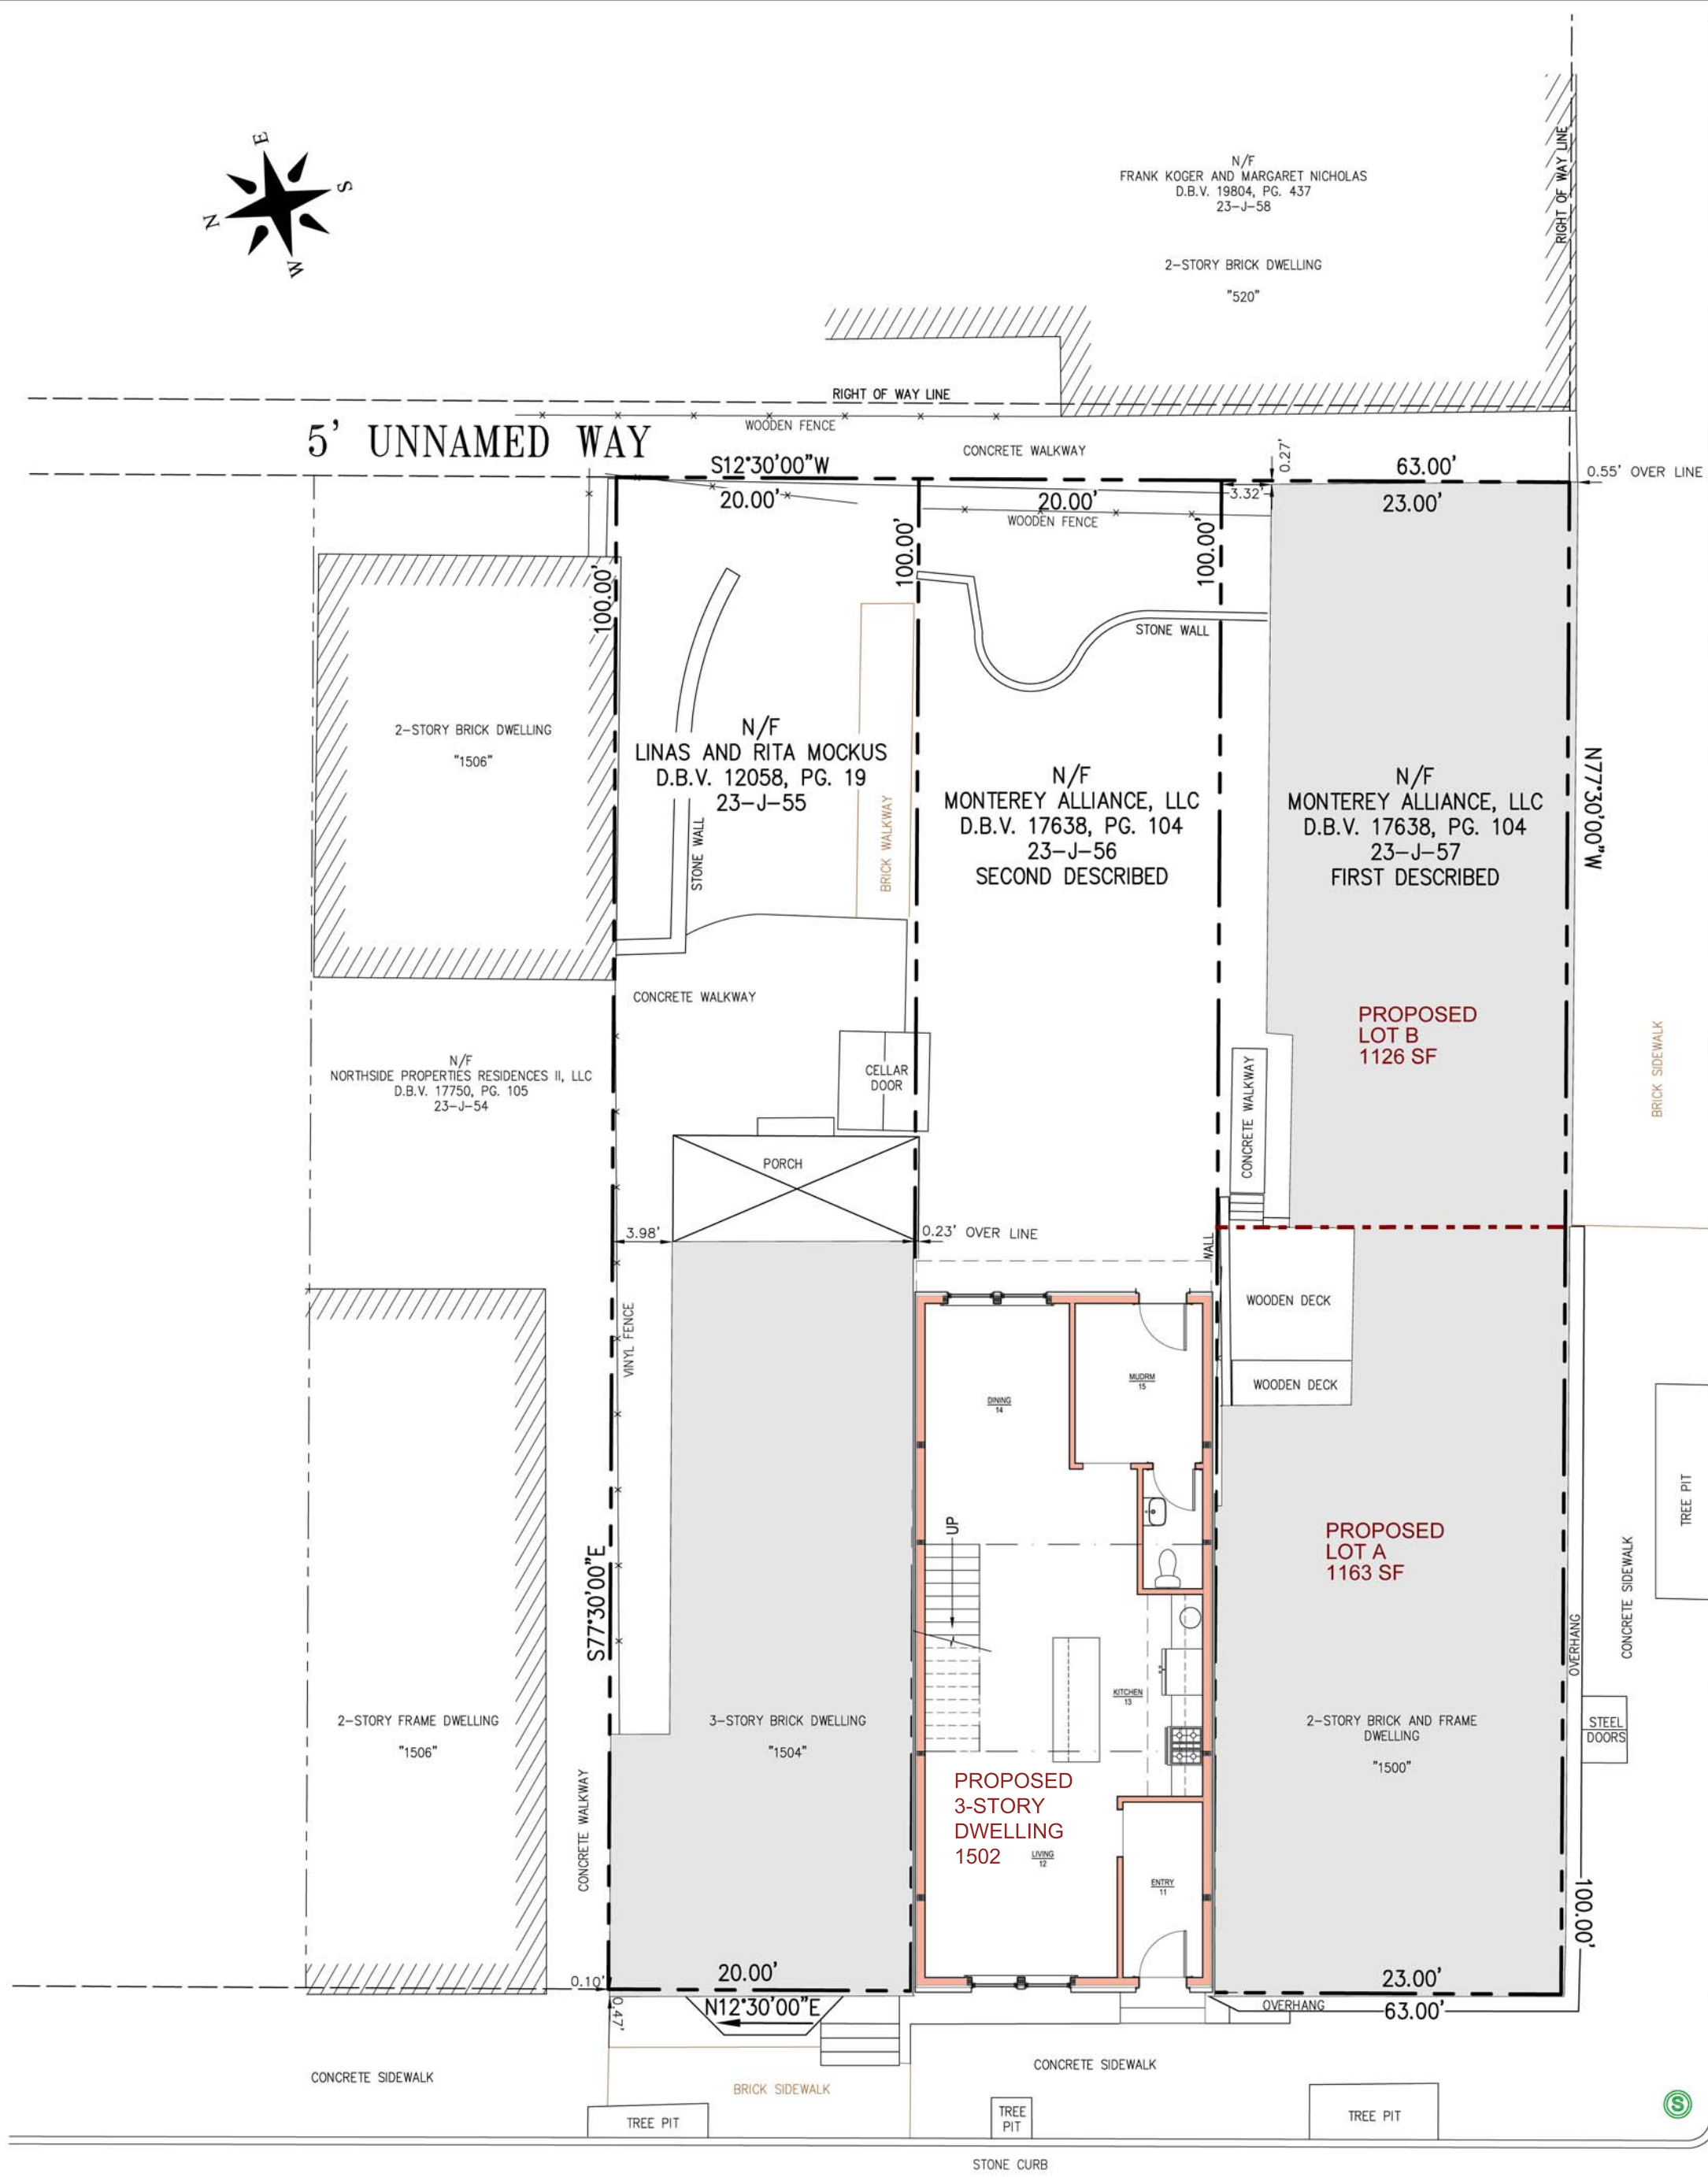 E
S
N
W
N/F
FRANK KOGER AND MARGARET NICHOLAS
D.B.V. 19804, PG. 437
23-J-58
2-STORY BRICK DWELLING
"520"
RIGHT OF WAY LINE
RIGHT OF WAY LINE
WOODEN FENCE
5' UNNAMED WAY
CONCRETE WALKWAY
0.27'
S12°30'00"W
63.00'
0.55' OVER LINE
20.00'
20.00'
3.32'
23.00'
WOODEN FENCE
100.00'
100.00'
100.00'
STONE WALL
2-STORY BRICK DWELLING
"1506"
N/F
LINAS AND RITA MOCKUS
D.B.V. 12058, PG. 19
23-J-55
N/F
MONTEREY ALLIANCE, LLC
D.B.V. 17638, PG. 104
23-J-56
SECOND DESCRIBED
N/F
MONTEREY ALLIANCE, LLC
D.B.V. 17638, PG. 104
23-J-57
FIRST DESCRIBED
N77°30'00"W
STONE WALL
BRICK WALKWAY
CONCRETE WALKWAY
PROPOSED
LOT B
1126 SF
BRICK SIDEWALK
N/F
NORTHSIDE PROPERTIES RESIDENCES II, LLC
D.B.V. 17750, PG. 105
23-J-54
CELLAR
DOOR
CONCRETE WALKWAY
PORCH
3.98'
0.23' OVER LINE
WALL
WOODEN DECK
WOODEN DECK
VINYL FENCE
MUDRM
15
DINING
14
TREE PIT
UP
PROPOSED
LOT A
1163 SF
S77°30'00"E
CONCRETE SIDEWALK
OVERHANG
KITCHEN
13
2-STORY FRAME DWELLING
"1506"
3-STORY BRICK DWELLING
"1504"
2-STORY BRICK AND FRAME
DWELLING
"1500"
STEEL
DOORS
PROPOSED
3-STORY
DWELLING
1502
LIVING
12
ENTRY
11
CONCRETE WALKWAY
100.00'
0.10'
20.00'
23.00'
0.47'
N12°30'00"E
OVERHANG
63.00'
CONCRETE SIDEWALK
CONCRETE SIDEWALK
BRICK SIDEWALK
TREE PIT
TREE
PIT
TREE PIT
S
STONE CURB